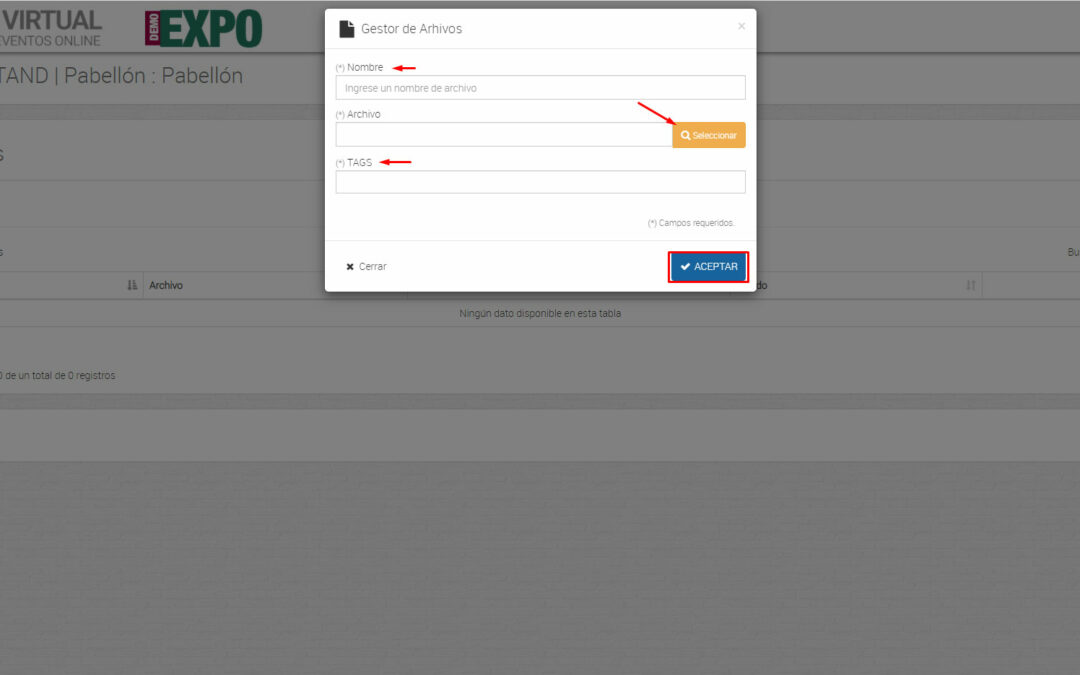 VIRTUAL
EVENTOS ONLINE
DEMO
EXPO
TAND | Pabellón : Pabellón
Gestor de Arhivos
×
(*) Nombre
Ingrese un nombre de archivo
(*) Archivo
Seleccionar
(*) TAGS
(*) Campos requeridos.
Cerrar
ACEPTAR
S
s
Bu
Archivo
do
Ningún dato disponible en esta tabla
0 de un total de 0 registros